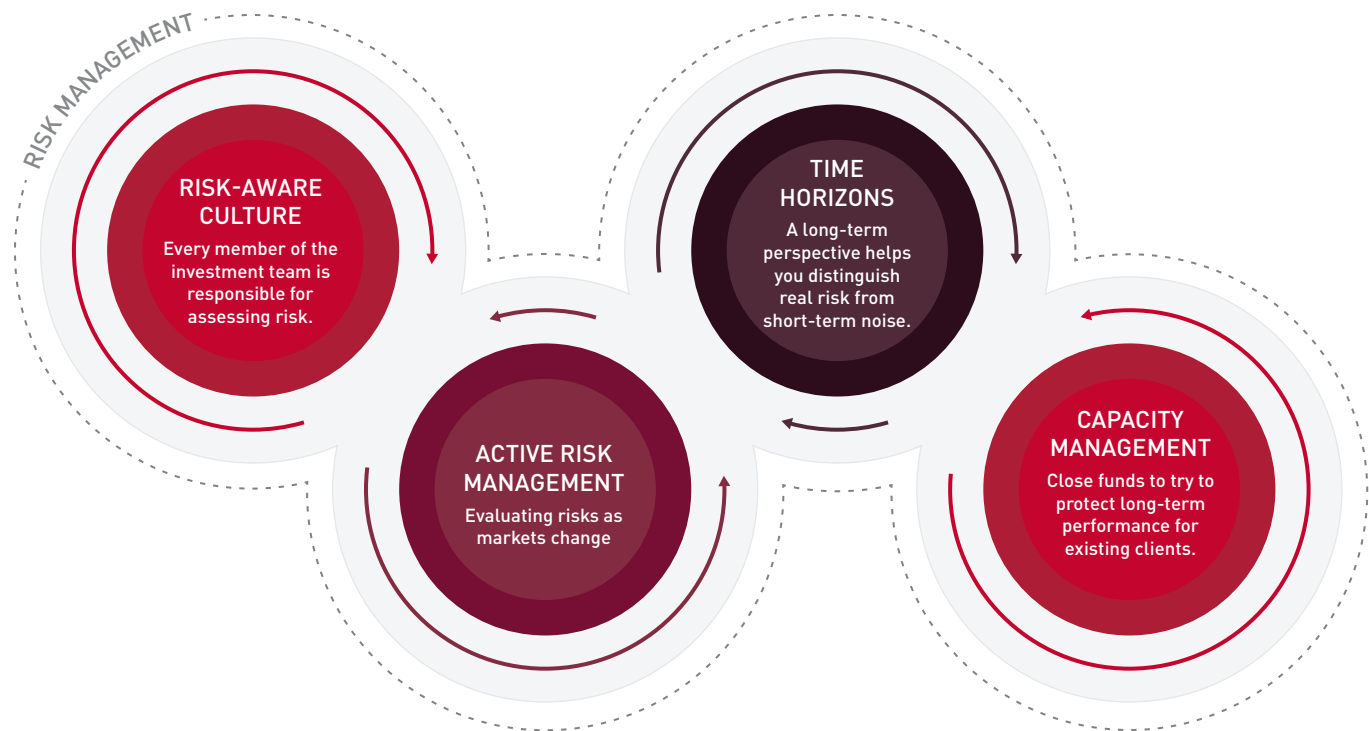 RISK MANAGEMENT
RISK-AWARE
CULTURE
Every member of the
investment team is
responsible for
assessing risk.
ACTIVE RISK
MANAGEMENT
Evaluating risks as
markets change
TIME
HORIZONS
A long-term
perspective helps
you distinguish
real risk from
short-term noise.
CAPACITY
MANAGEMENT
Close funds to try to
protect long-term
performance for
existing clients.